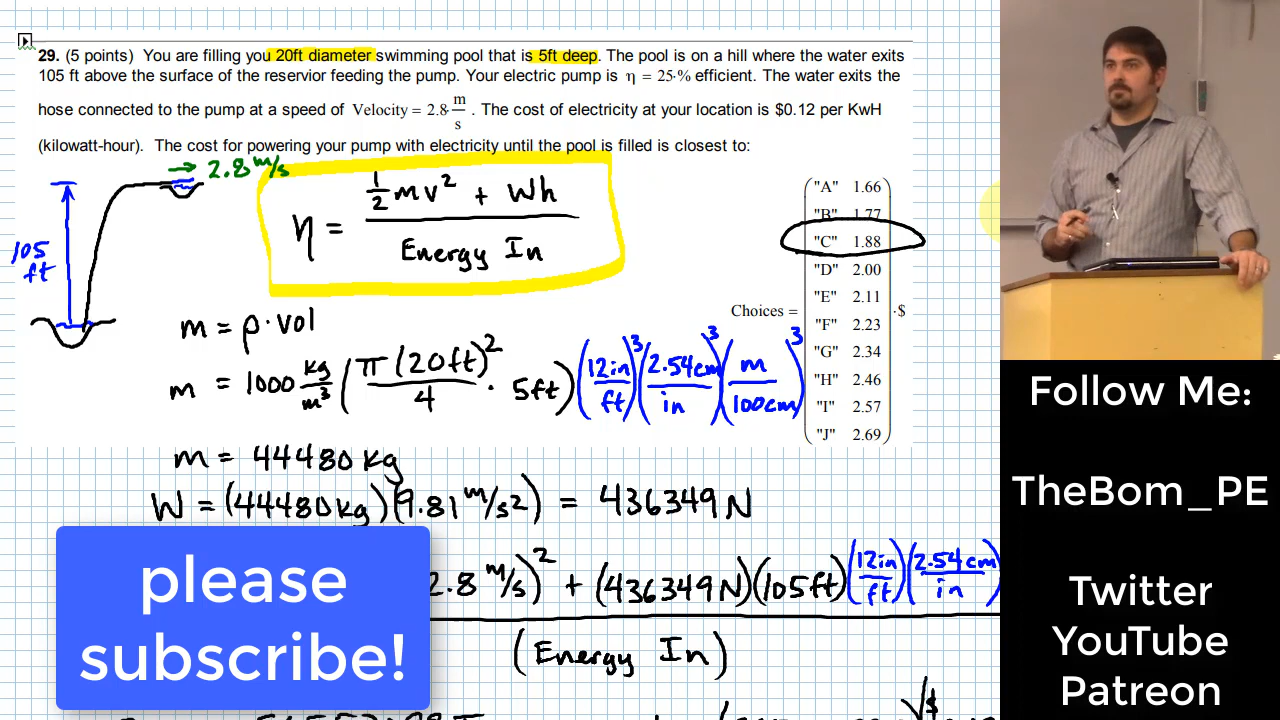 29. (5 points) You are filling you 20ft diameter swimming pool that is 5ft deep. The pool is on a hill where the water exits
105 ft above the surface of the reservior feeding the pump. Your electric pump is η = 25·% efficient. The water exits the
hose connected to the pump at a speed of Velocity = 2.8·m/s . The cost of electricity at your location is $0.12 per KwH
(kilowatt-hour). The cost for powering your pump with electricity until the pool is filled is closest to:
2.8 m/s
105 ft
η = (½mv² + Wh) / Energy In
Choices = ·$
"A" 1.66
"B" 1.77
"C" 1.88
"D" 2.00
"E" 2.11
"F" 2.23
"G" 2.34
"H" 2.46
"I" 2.57
"J" 2.69
m = ρ·vol
m = 1000 kg/m³ (π(20ft)²/4 · 5ft)(12in/ft)³(2.54cm/in)³(m/100cm)³
m = 44480 kg
W = (44480kg)(9.81 m/s²) = 436349 N
2.8 m/s)² + (436349N)(105ft)(12in/ft)(2.54cm/in)
(Energy In)
please
subscribe!
Follow Me:
TheBom_PE
Twitter
YouTube
Patreon